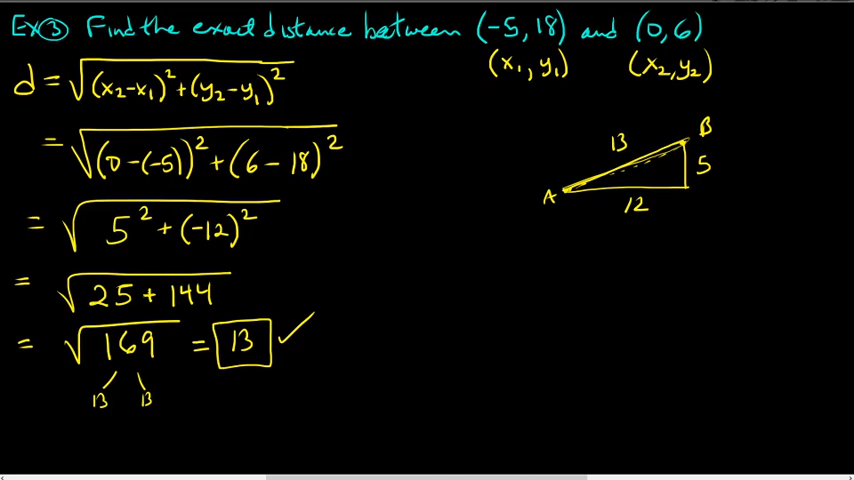 Ex③ Find the exact distance between (-5, 18) and (0, 6)
(x₁, y₁) (x₂, y₂)
d = √((x₂-x₁)² + (y₂-y₁)²)
= √((0-(-5))² + (6-18)²)
= √(5² + (-12)²)
= √(25 + 144)
= √169 = 13 ✓
13 13
13 B
5
A
12